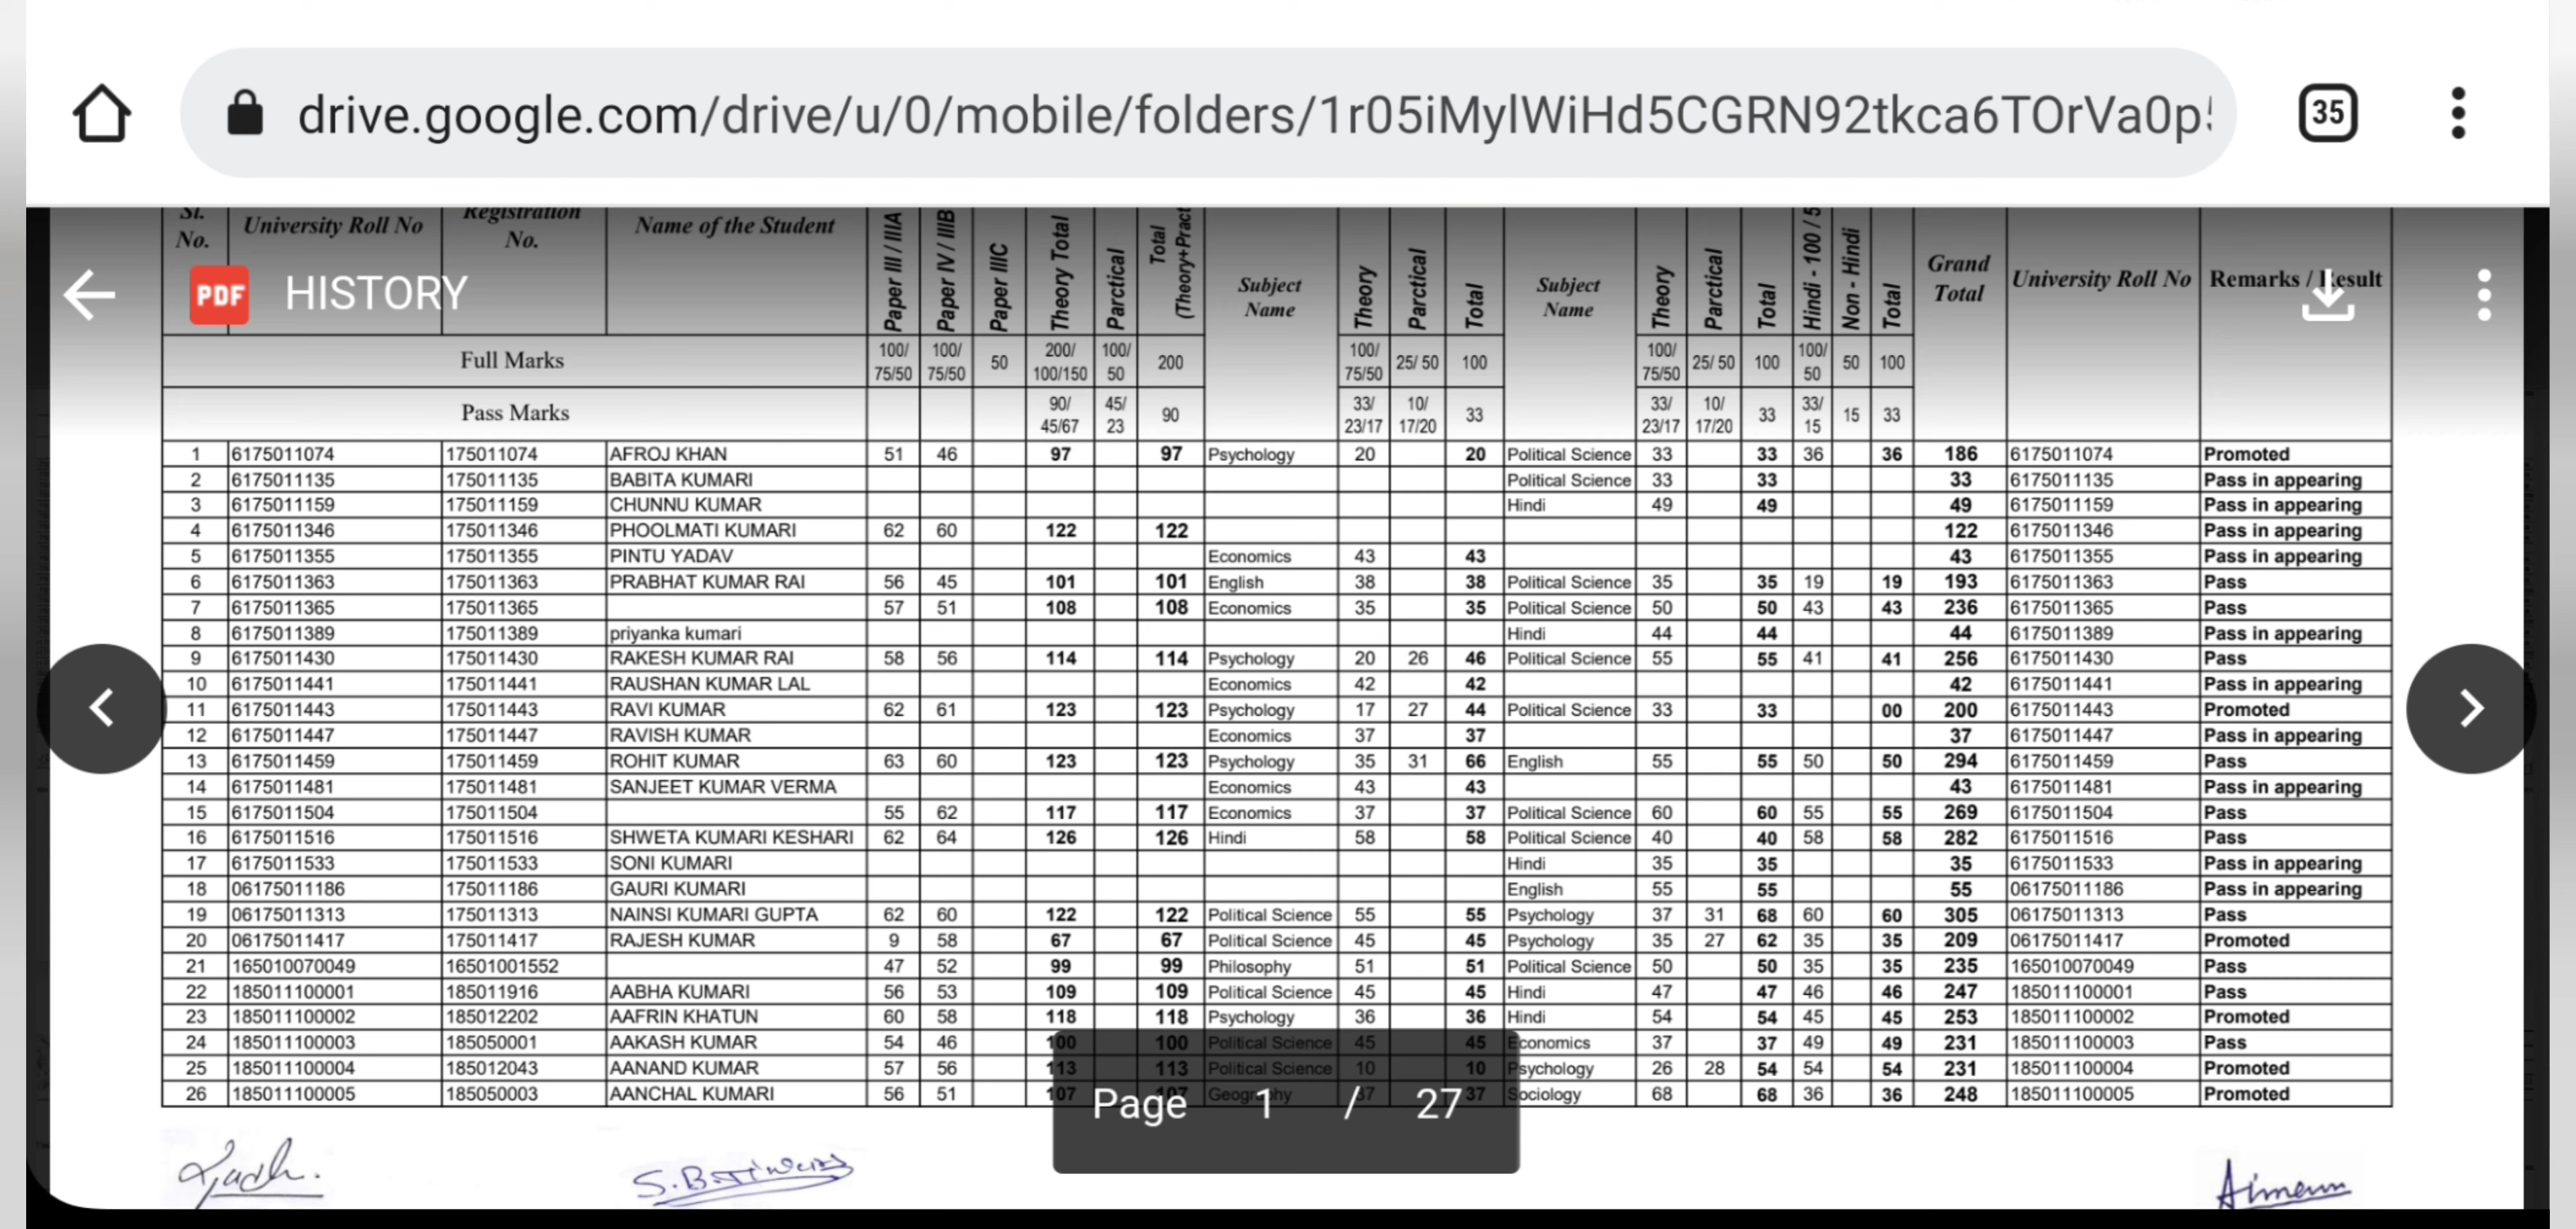 drive.google.com/drive/u/0/mobile/folders/1r05iMylWiHd5CGRN92tkca6TOrVa0p
35
PDF HISTORY
Sl. No. University Roll No Registration No. Name of the Student Paper III / IIIA Paper IV / IIIB Paper IIIC Theory Total Parctical Total (Theory+Pract Subject Name Theory Parctical Total Subject Name Theory Parctical Total Hindi - 100 / 5 Non - Hindi Total Grand Total University Roll No Remarks / Result
Full Marks 100/ 75/50 100/ 75/50 50 200/ 100/150 100/ 50 200 100/ 75/50 25/ 50 100 100/ 75/50 25/ 50 100 100/ 50 50 100
Pass Marks 90/ 45/67 45/ 23 90 33/ 23/17 10/ 17/20 33 33/ 23/17 10/ 17/20 33 33/ 15 15 33
1 6175011074 175011074 AFROJ KHAN 51 46 97 97 Psychology 20 20 Political Science 33 33 36 36 186 6175011074 Promoted
2 6175011135 175011135 BABITA KUMARI Political Science 33 33 33 6175011135 Pass in appearing
3 6175011159 175011159 CHUNNU KUMAR Hindi 49 49 49 6175011159 Pass in appearing
4 6175011346 175011346 PHOOLMATI KUMARI 62 60 122 122 122 6175011346 Pass in appearing
5 6175011355 175011355 PINTU YADAV Economics 43 43 43 6175011355 Pass in appearing
6 6175011363 175011363 PRABHAT KUMAR RAI 56 45 101 101 English 38 38 Political Science 35 35 19 19 193 6175011363 Pass
7 6175011365 175011365 57 51 108 108 Economics 35 35 Political Science 50 50 43 43 236 6175011365 Pass
8 6175011389 175011389 priyanka kumari Hindi 44 44 44 6175011389 Pass in appearing
9 6175011430 175011430 RAKESH KUMAR RAI 58 56 114 114 Psychology 20 26 46 Political Science 55 55 41 41 256 6175011430 Pass
10 6175011441 175011441 RAUSHAN KUMAR LAL Economics 42 42 42 6175011441 Pass in appearing
11 6175011443 175011443 RAVI KUMAR 62 61 123 123 Psychology 17 27 44 Political Science 33 33 00 200 6175011443 Promoted
12 6175011447 175011447 RAVISH KUMAR Economics 37 37 37 6175011447 Pass in appearing
13 6175011459 175011459 ROHIT KUMAR 63 60 123 123 Psychology 35 31 66 English 55 55 50 50 294 6175011459 Pass
14 6175011481 175011481 SANJEET KUMAR VERMA Economics 43 43 43 6175011481 Pass in appearing
15 6175011504 175011504 55 62 117 117 Economics 37 37 Political Science 60 60 55 55 269 6175011504 Pass
16 6175011516 175011516 SHWETA KUMARI KESHARI 62 64 126 126 Hindi 58 58 Political Science 40 40 58 58 282 6175011516 Pass
17 6175011533 175011533 SONI KUMARI Hindi 35 35 35 6175011533 Pass in appearing
18 06175011186 175011186 GAURI KUMARI English 55 55 55 06175011186 Pass in appearing
19 06175011313 175011313 NAINSI KUMARI GUPTA 62 60 122 122 Political Science 55 55 Psychology 37 31 68 60 60 305 06175011313 Pass
20 06175011417 175011417 RAJESH KUMAR 9 58 67 67 Political Science 45 45 Psychology 35 27 62 35 35 209 06175011417 Promoted
21 165010070049 16501001552 47 52 99 99 Philosophy 51 51 Political Science 50 50 35 35 235 165010070049 Pass
22 185011100001 185011916 AABHA KUMARI 56 53 109 109 Political Science 45 45 Hindi 47 47 46 46 247 185011100001 Pass
23 185011100002 185012202 AAFRIN KHATUN 60 58 118 118 Psychology 36 36 Hindi 54 54 45 45 253 185011100002 Promoted
24 185011100003 185050001 AAKASH KUMAR 54 46 100 100 Political Science 45 45 Economics 37 37 49 49 231 185011100003 Pass
25 185011100004 185012043 AANAND KUMAR 57 56 113 113 Political Science 10 10 Psychology 26 28 54 54 54 231 185011100004 Promoted
26 185011100005 185050003 AANCHAL KUMARI 56 51 107 107 Geography 37 37 Sociology 68 68 36 36 248 185011100005 Promoted
Page 1 / 27